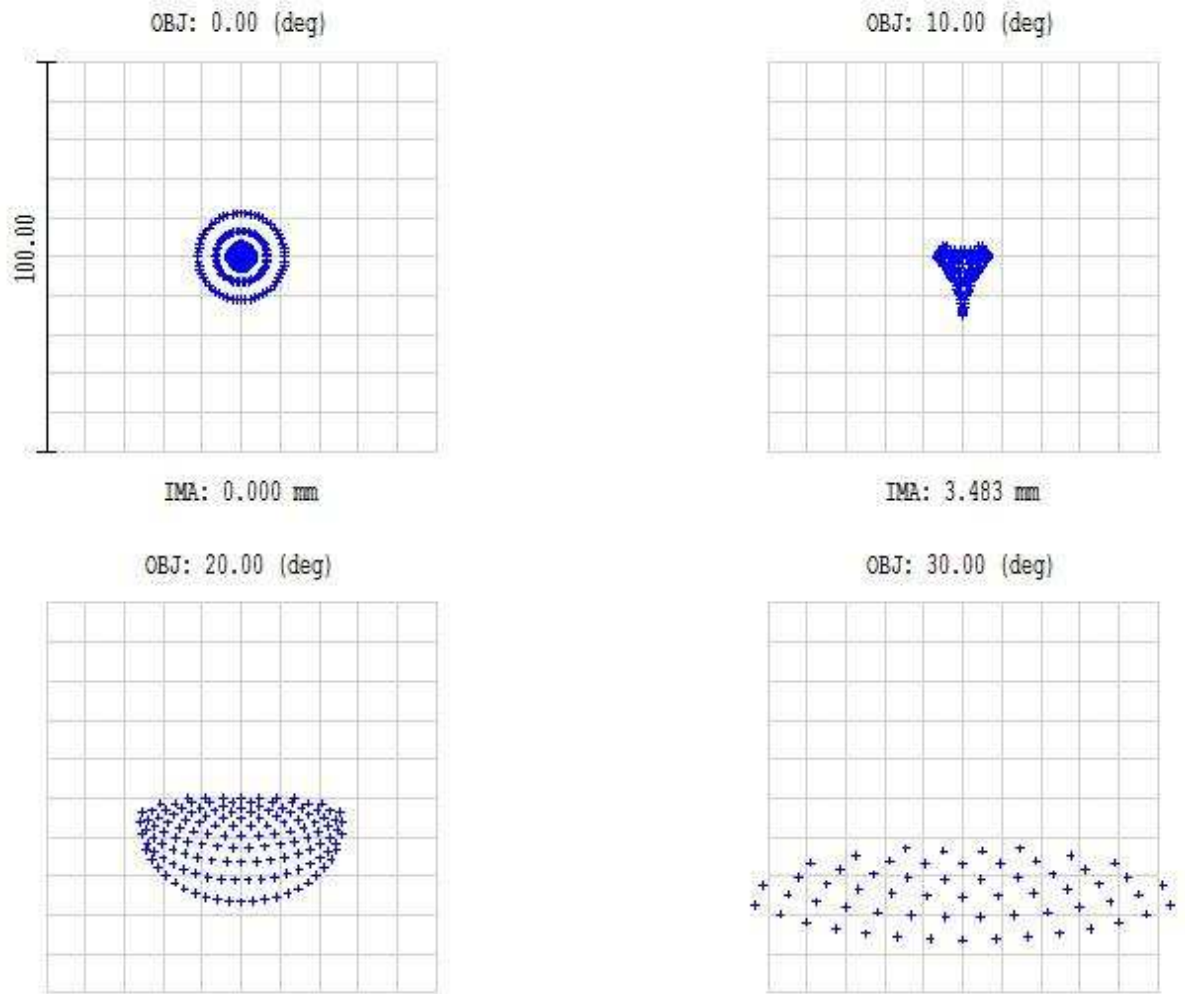 OBJ: 0.00 (deg)
OBJ: 10.00 (deg)
100.00
IMA: 0.000 mm
IMA: 3.483 mm
OBJ: 20.00 (deg)
OBJ: 30.00 (deg)